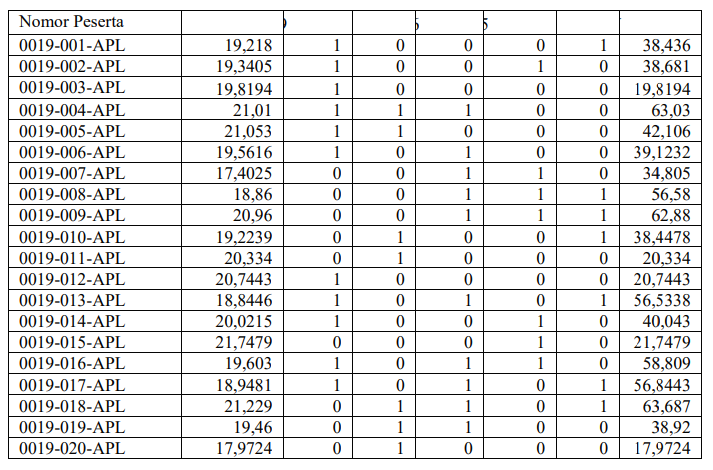 Nomor Peserta
0019-001-APL 19,218 1 0 0 0 1 38,436
0019-002-APL 19,3405 1 0 0 1 0 38,681
0019-003-APL 19,8194 1 0 0 0 0 19,8194
0019-004-APL 21,01 1 1 1 0 0 63,03
0019-005-APL 21,053 1 1 0 0 0 42,106
0019-006-APL 19,5616 1 0 1 0 0 39,1232
0019-007-APL 17,4025 0 0 1 1 0 34,805
0019-008-APL 18,86 0 0 1 1 1 56,58
0019-009-APL 20,96 0 0 1 1 1 62,88
0019-010-APL 19,2239 0 1 0 0 1 38,4478
0019-011-APL 20,334 0 1 0 0 0 20,334
0019-012-APL 20,7443 1 0 0 0 0 20,7443
0019-013-APL 18,8446 1 0 1 0 1 56,5338
0019-014-APL 20,0215 1 0 0 1 0 40,043
0019-015-APL 21,7479 0 0 0 1 0 21,7479
0019-016-APL 19,603 1 0 1 1 0 58,809
0019-017-APL 18,9481 1 0 1 0 1 56,8443
0019-018-APL 21,229 0 1 1 0 1 63,687
0019-019-APL 19,46 0 1 1 0 0 38,92
0019-020-APL 17,9724 0 1 0 0 0 17,9724